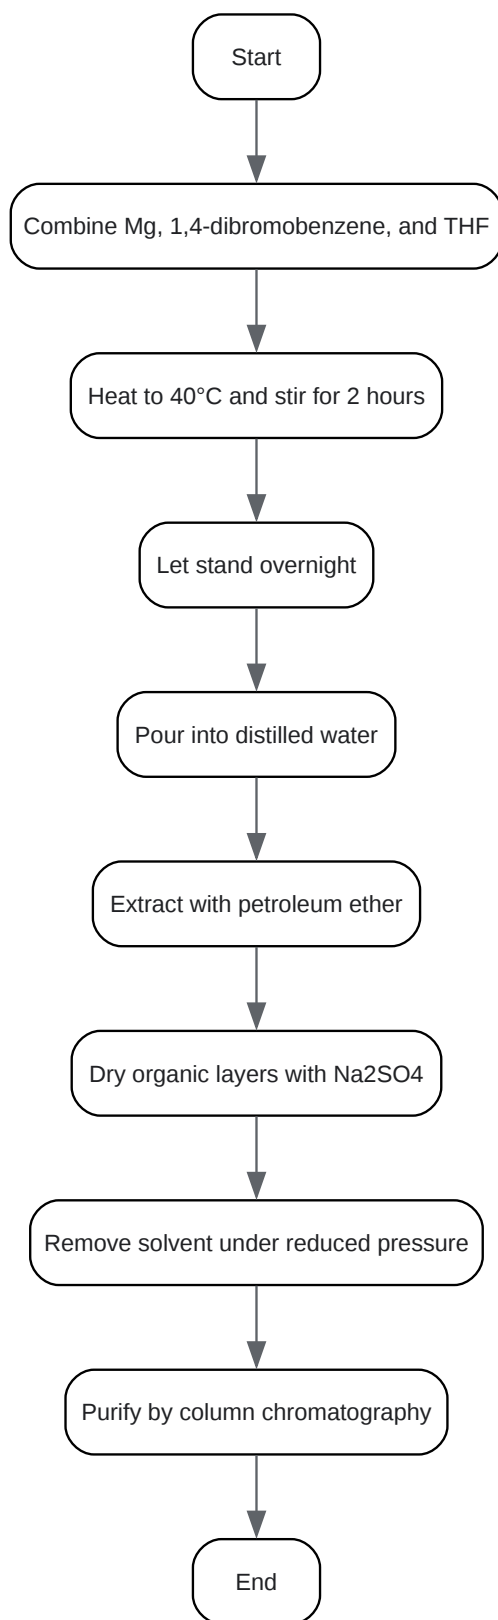 Start
Combine Mg, 1,4-dibromobenzene, and THF
Heat to 40°C and stir for 2 hours
Let stand overnight
Pour into distilled water
Extract with petroleum ether
Dry organic layers with Na2SO4
Remove solvent under reduced pressure
Purify by column chromatography
End